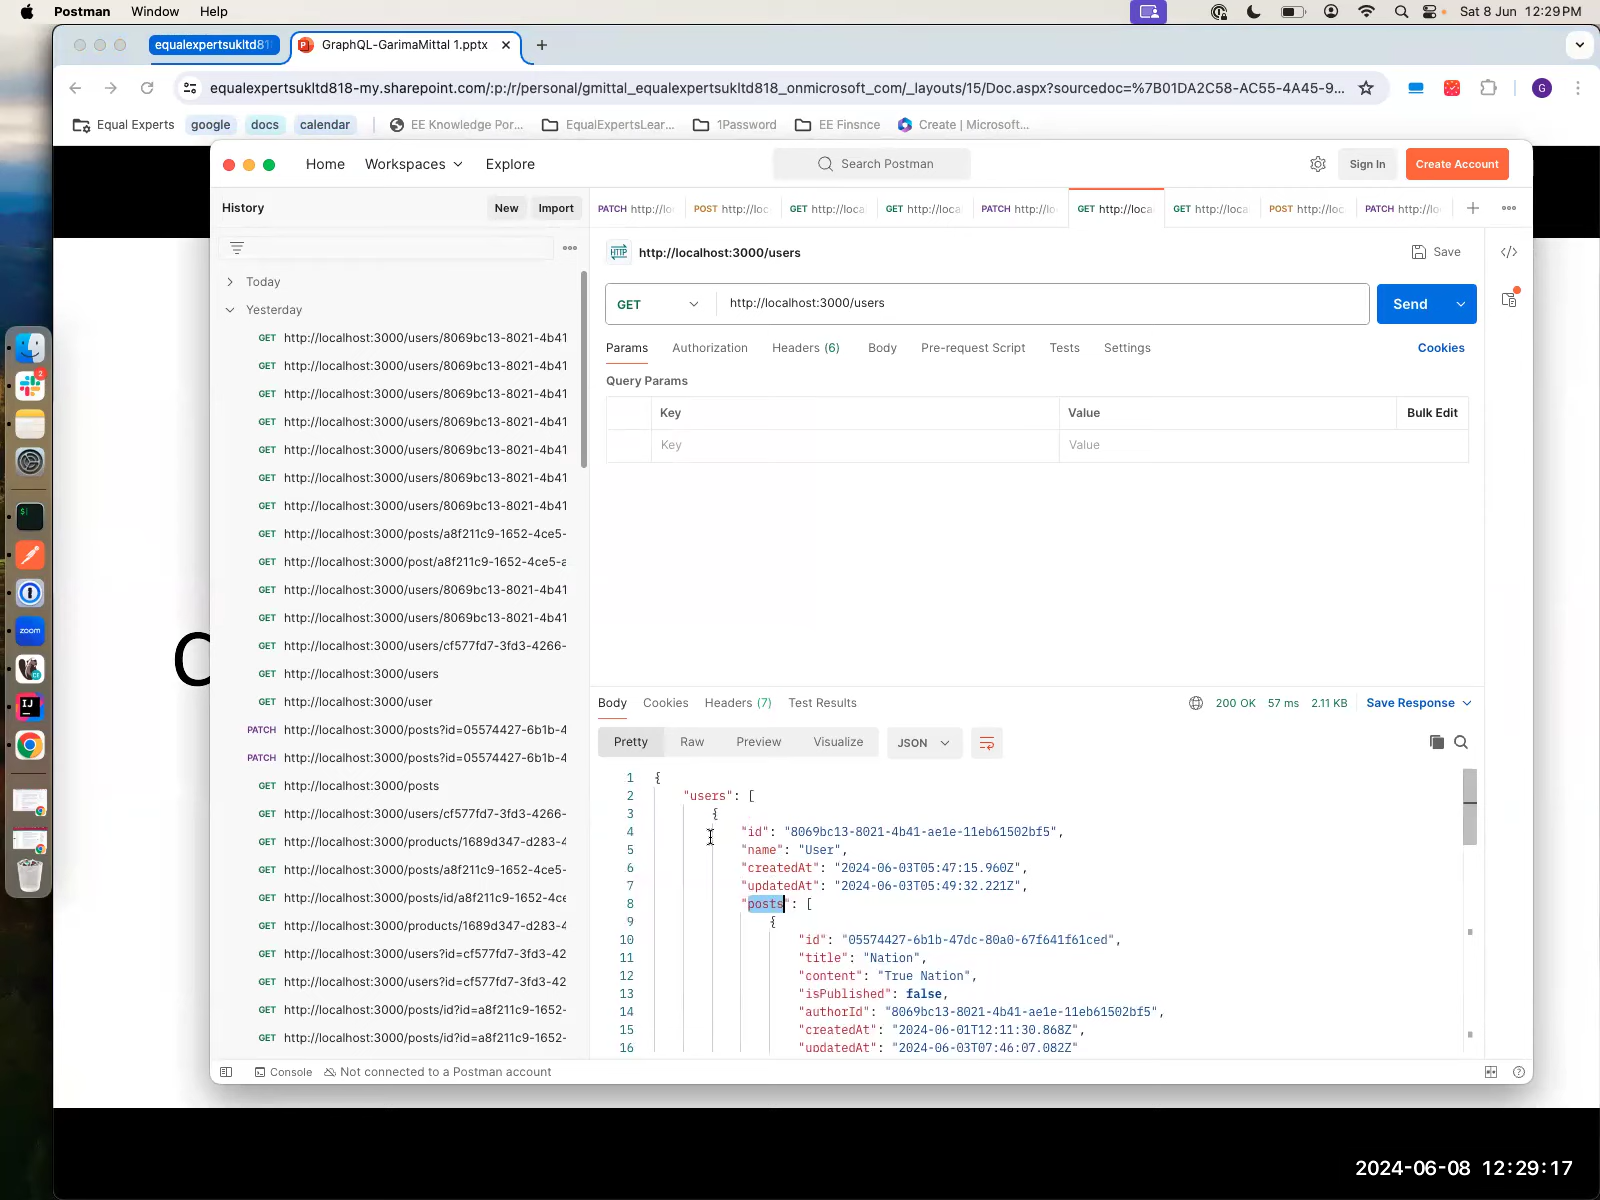 Postman Window Help Sat 8 Jun 12:29 PM
equalexpertsukltd81 GraphQL-GarimaMittal 1.pptx
equalexpertsukltd818-my.sharepoint.com/:p:/r/personal/gmittal_equalexpertsukltd818_onmicrosoft_com/_layouts/15/Doc.aspx?sourcedoc=%7B01DA2C58-AC55-4A45-9... G
Equal Experts google docs calendar EE Knowledge Por... EqualExpertsLear... 1Password EE Finsnce Create | Microsoft...
Home Workspaces Explore Search Postman Sign In Create Account
History New Import
PATCH http://loc POST http://loc GET http://loca GET http://loca PATCH http://lo GET http://loca GET http://loca POST http://loc PATCH http://lo
http://localhost:3000/users Save
GET http://localhost:3000/users Send
Params Authorization Headers (6) Body Pre-request Script Tests Settings Cookies
Query Params
Key Value Bulk Edit
Key Value
Today
Yesterday
GET http://localhost:3000/users/8069bc13-8021-4b41
GET http://localhost:3000/users/8069bc13-8021-4b41
GET http://localhost:3000/users/8069bc13-8021-4b41
GET http://localhost:3000/users/8069bc13-8021-4b41
GET http://localhost:3000/users/8069bc13-8021-4b41
GET http://localhost:3000/users/8069bc13-8021-4b41
GET http://localhost:3000/users/8069bc13-8021-4b41
GET http://localhost:3000/posts/a8f211c9-1652-4ce5-
GET http://localhost:3000/post/a8f211c9-1652-4ce5-a
GET http://localhost:3000/users/8069bc13-8021-4b41
GET http://localhost:3000/users/8069bc13-8021-4b41
GET http://localhost:3000/users/cf577fd7-3fd3-4266-
GET http://localhost:3000/users
GET http://localhost:3000/user
PATCH http://localhost:3000/posts?id=05574427-6b1b-4
PATCH http://localhost:3000/posts?id=05574427-6b1b-4
GET http://localhost:3000/posts
GET http://localhost:3000/users/cf577fd7-3fd3-4266-
GET http://localhost:3000/products/1689d347-d283-4
GET http://localhost:3000/posts/a8f211c9-1652-4ce5-
GET http://localhost:3000/posts/id/a8f211c9-1652-4ce
GET http://localhost:3000/products/1689d347-d283-4
GET http://localhost:3000/users?id=cf577fd7-3fd3-42
GET http://localhost:3000/users?id=cf577fd7-3fd3-42
GET http://localhost:3000/posts/id?id=a8f211c9-1652-
GET http://localhost:3000/posts/id?id=a8f211c9-1652-
Body Cookies Headers (7) Test Results 200 OK 57 ms 2.11 KB Save Response
Pretty Raw Preview Visualize JSON
1 {
2 "users": [
3 {
4 "id": "8069bc13-8021-4b41-ae1e-11eb61502bf5",
5 "name": "User",
6 "createdAt": "2024-06-03T05:47:15.960Z",
7 "updatedAt": "2024-06-03T05:49:32.221Z",
8 "posts": [
9 {
10 "id": "05574427-6b1b-47dc-80a0-67f641f61ced",
11 "title": "Nation",
12 "content": "True Nation",
13 "isPublished": false,
14 "authorId": "8069bc13-8021-4b41-ae1e-11eb61502bf5",
15 "createdAt": "2024-06-01T12:11:30.868Z",
16 "updatedAt": "2024-06-03T07:46:07.082Z"
Console Not connected to a Postman account
2
zoom
IJ
2024-06-08 12:29:17